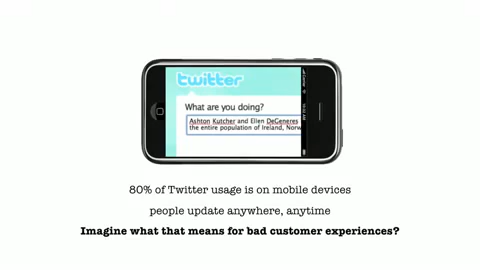 twitter
What are you doing?
Ashton Kutcher and Ellen DeGeneres
the entire population of Ireland, Norw
80% of Twitter usage is on mobile devices
people update anywhere, anytime
Imagine what that means for bad customer experiences?